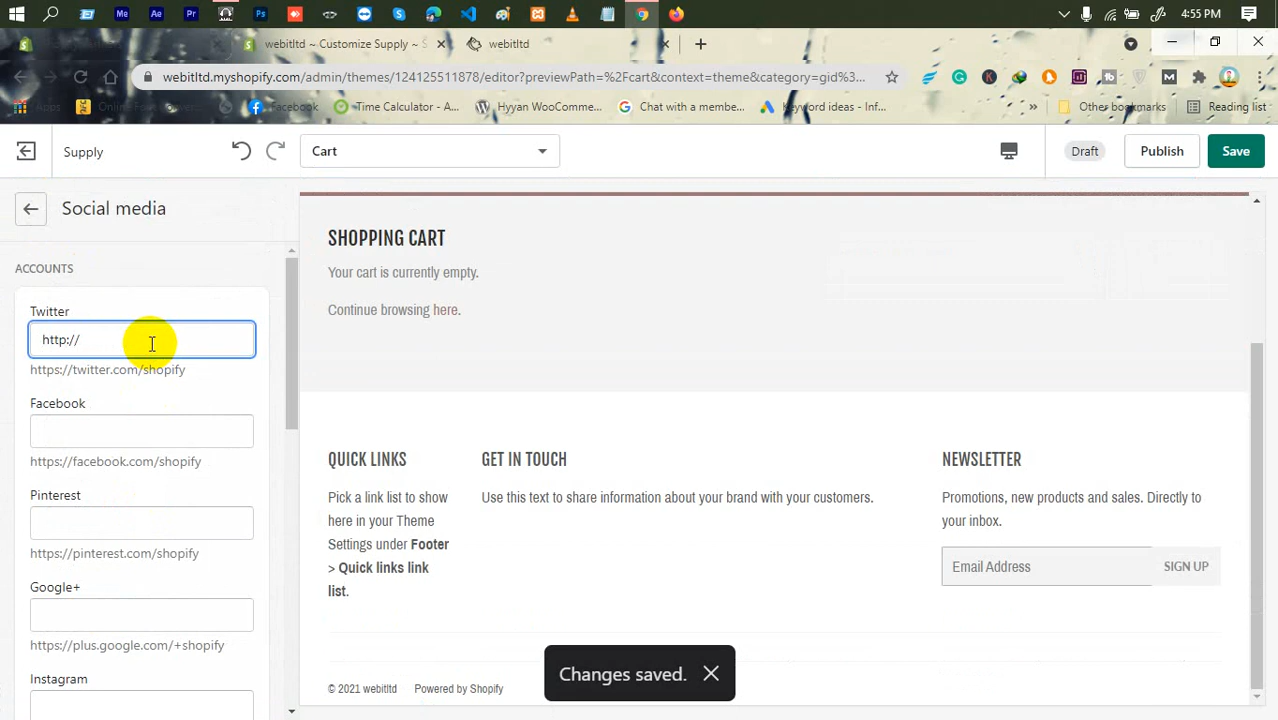 4:55 PM
webitltd ~ Customize Supply ~ S
webitltd
webitltd.myshopify.com/admin/themes/124125511878/editor?previewPath=%2Fcart&context=theme&category=gid%3...
Apps
Facebook
Time Calculator - A...
Hyyan WooComme...
Chat with a membe...
Keyword ideas - Inf...
Other bookmarks
Reading list
Supply
Cart
Draft
Publish
Save
Social media
ACCOUNTS
Twitter
http://
https://twitter.com/shopify
Facebook
https://facebook.com/shopify
Pinterest
https://pinterest.com/shopify
Google+
https://plus.google.com/+shopify
Instagram
SHOPPING CART
Your cart is currently empty.
Continue browsing here.
QUICK LINKS
Pick a link list to show
here in your Theme
Settings under Footer
> Quick links link
list.
GET IN TOUCH
Use this text to share information about your brand with your customers.
NEWSLETTER
Promotions, new products and sales. Directly to
your inbox.
Email Address
SIGN UP
© 2021 webitltd
Powered by Shopify
Changes saved.